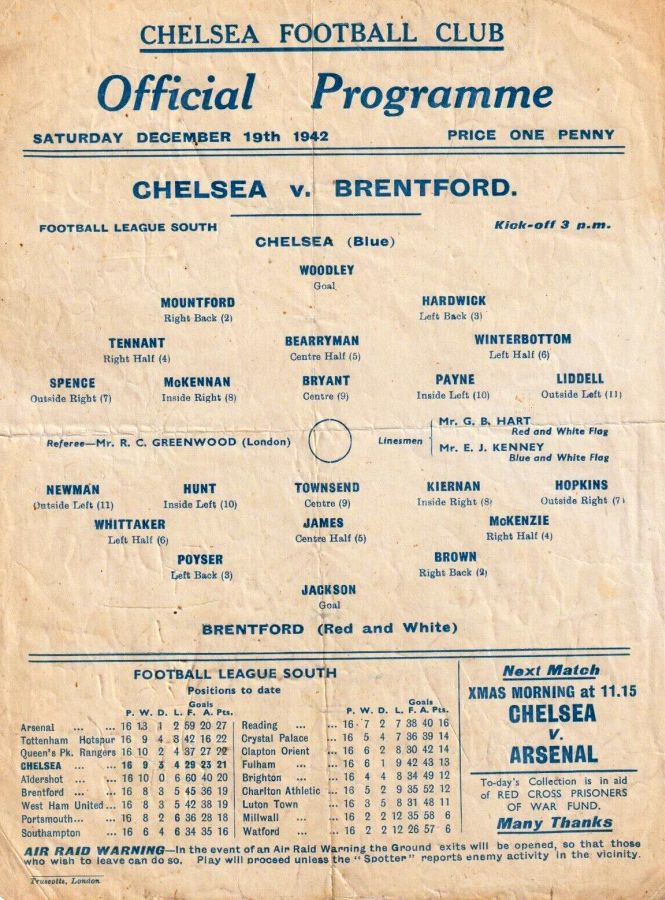 CHELSEA FOOTBALL CLUB
Official Programme
SATURDAY DECEMBER 19th 1942 PRICE ONE PENNY
CHELSEA v. BRENTFORD.
FOOTBALL LEAGUE SOUTH Kick-off 3 p.m.
CHELSEA (Blue)
WOODLEY
Goal
MOUNTFORD HARDWICK
Right Back (2) Left Back (3)
TENNANT BEARRYMAN WINTERBOTTOM
Right Half (4) Centre Half (5) Left Half (6)
SPENCE McKENNAN BRYANT PAYNE LIDDELL
Outside Right (7) Inside Right (8) Centre (9) Inside Left (10) Outside Left (11)
Referee—Mr. R. C. GREENWOOD (London) Linesmen
Mr. G. B. HART
Red and White Flag
Mr. E. J. KENNEY
Blue and White Flag
NEWMAN HUNT TOWNSEND KIERNAN HOPKINS
Outside Left (11) Inside Left (10) Centre (9) Inside Right (8) Outside Right (7)
WHITTAKER JAMES McKENZIE
Left Half (6) Centre Half (5) Right Half (4)
POYSER BROWN
Left Back (3) Right Back (2)
JACKSON
Goal
BRENTFORD (Red and White)
FOOTBALL LEAGUE SOUTH
Positions to date
Goals
P. W. D. L. F. A. Pts.
Arsenal ... ... 16 13 1 2 59 20 27
Tottenham Hotspur 16 9 4 3 42 16 22
Queen's Pk. Rangers 16 10 2 4 37 27 22
CHELSEA ... ... 16 9 3 4 29 23 21
Aldershot ... ... 16 10 0 6 60 40 20
Brentford ... ... 16 8 3 5 45 36 19
West Ham United ... 16 8 3 5 42 38 19
Portsmouth ... ... 16 8 2 6 36 28 18
Southampton ... 16 6 4 6 34 35 16
Goals
P. W. D. L. F. A. Pts.
Reading ... ... 16 7 2 7 38 40 16
Crystal Palace ... 16 5 4 7 36 39 14
Clapton Orient ... 16 6 2 8 30 42 14
Fulham ... ... 16 6 1 9 42 43 13
Brighton ... ... 16 4 4 8 34 49 12
Charlton Athletic ... 16 5 2 9 35 52 12
Luton Town ... 16 3 5 8 31 48 11
Millwall ... ... 16 2 2 12 35 58 6
Watford ... ... 16 2 2 12 26 57 6
Next Match
XMAS MORNING at 11.15
CHELSEA
v.
ARSENAL
To-day's Collection is in aid
of RED CROSS PRISONERS
OF WAR FUND.
Many Thanks
AIR RAID WARNING—In the event of an Air Raid Warning the Ground exits will be opened, so that those
who wish to leave can do so. Play will proceed unless the "Spotter" reports enemy activity in the vicinity.
Truscotts, London